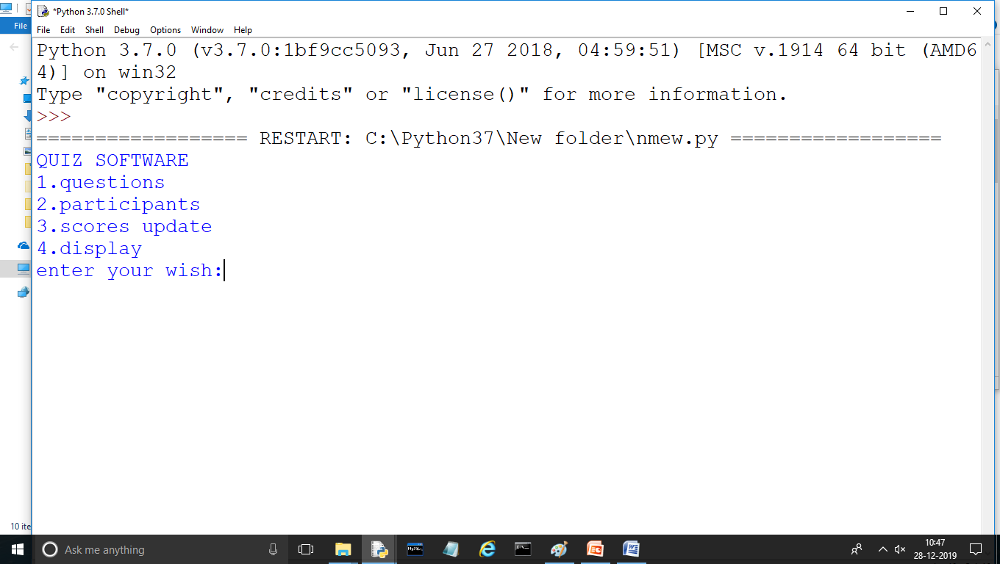 *Python 3.7.0 Shell*
File
File Edit Shell Debug Options Window Help
Python 3.7.0 (v3.7.0:1bf9cc5093, Jun 27 2018, 04:59:51) [MSC v.1914 64 bit (AMD6
4)] on win32
Type "copyright", "credits" or "license()" for more information.
>>>
================== RESTART: C:\Python37\New folder\nmew.py ==================
QUIZ SOFTWARE
1.questions
2.participants
3.scores update
4.display
enter your wish:
10 ite
Ask me anything
10:47
28-12-2019